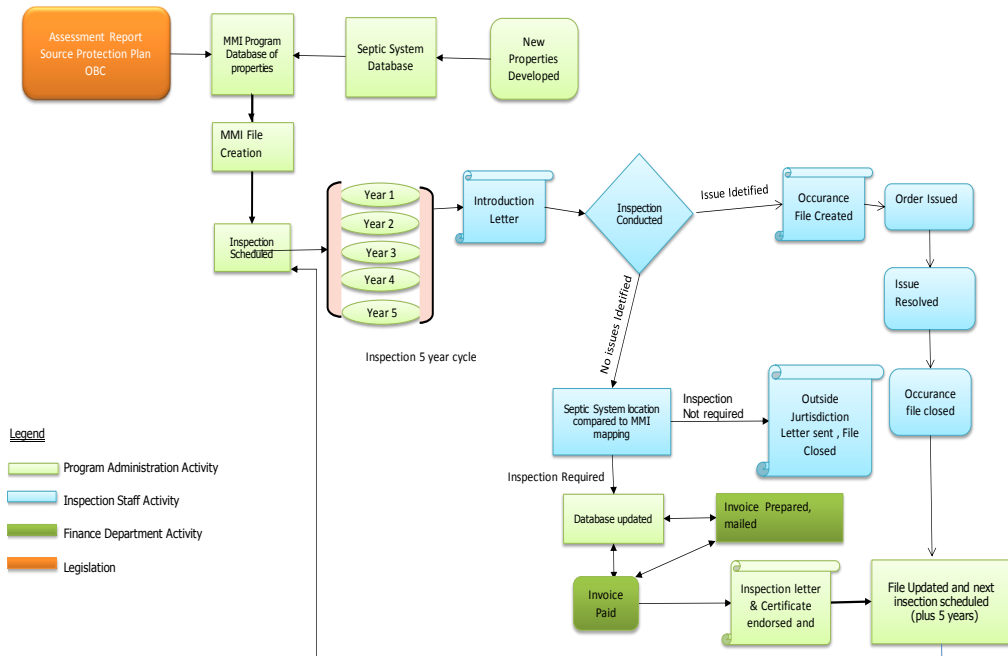 Assessment Report
Source Protection Plan
OBC
MMI Program
Database of
properties
Septic System
Database
New
Properties
Developed
MMI File
Creation
Inspection
Scheduled
Year 1
Year 2
Year 3
Year 4
Year 5
Inspection 5 year cycle
Introduction
Letter
Inspection
Conducted
Issue Idetified
Occurance
File Created
Order Issued
Issue
Resolved
Occurance
file closed
No issues Idetified
Septic System location
compared to MMI
mapping
Inspection
Not required
Outside
Jurtisdiction
Letter sent , File
Closed
Inspection Required
Database updated
Invoice Prepared,
mailed
Invoice
Paid
Inspection letter
& Certificate
endorsed and
File Updated and next
insection scheduled
(plus 5 years)
Legend
Program Administration Activity
Inspection Staff Activity
Finance Department Activity
Legislation